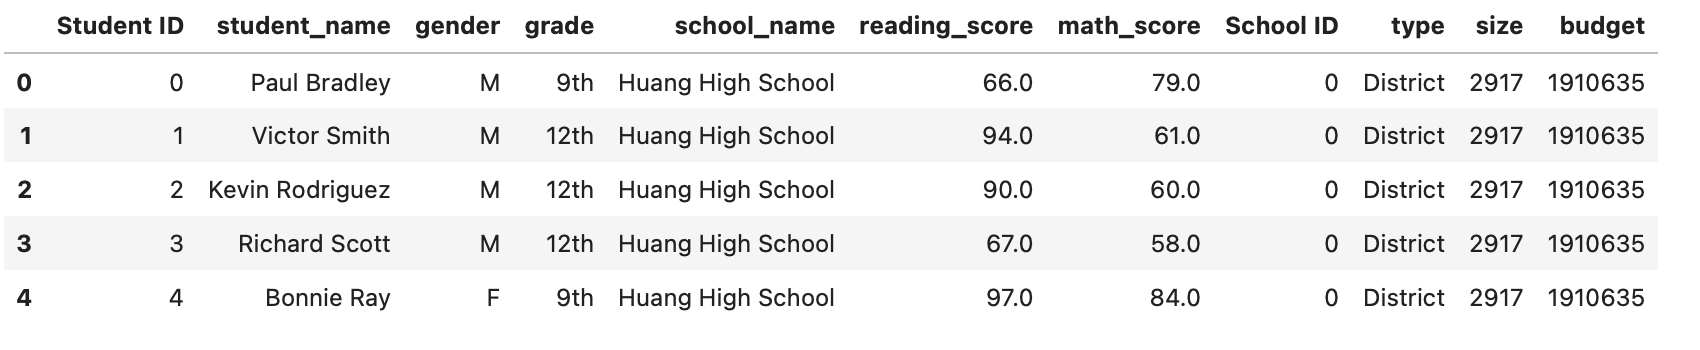 Student ID student_name gender grade school_name reading_score math_score School ID type size budget
0 0 Paul Bradley M 9th Huang High School 66.0 79.0 0 District 2917 1910635
1 1 Victor Smith M 12th Huang High School 94.0 61.0 0 District 2917 1910635
2 2 Kevin Rodriguez M 12th Huang High School 90.0 60.0 0 District 2917 1910635
3 3 Richard Scott M 12th Huang High School 67.0 58.0 0 District 2917 1910635
4 4 Bonnie Ray F 9th Huang High School 97.0 84.0 0 District 2917 1910635